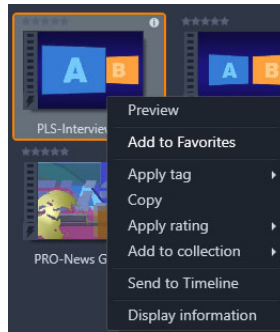 A B
A B
PLS-Interview
Preview
Add to Favorites
Apply tag
Copy
PRO-News G
Apply rating
Add to collection
Send to Timeline
Display information